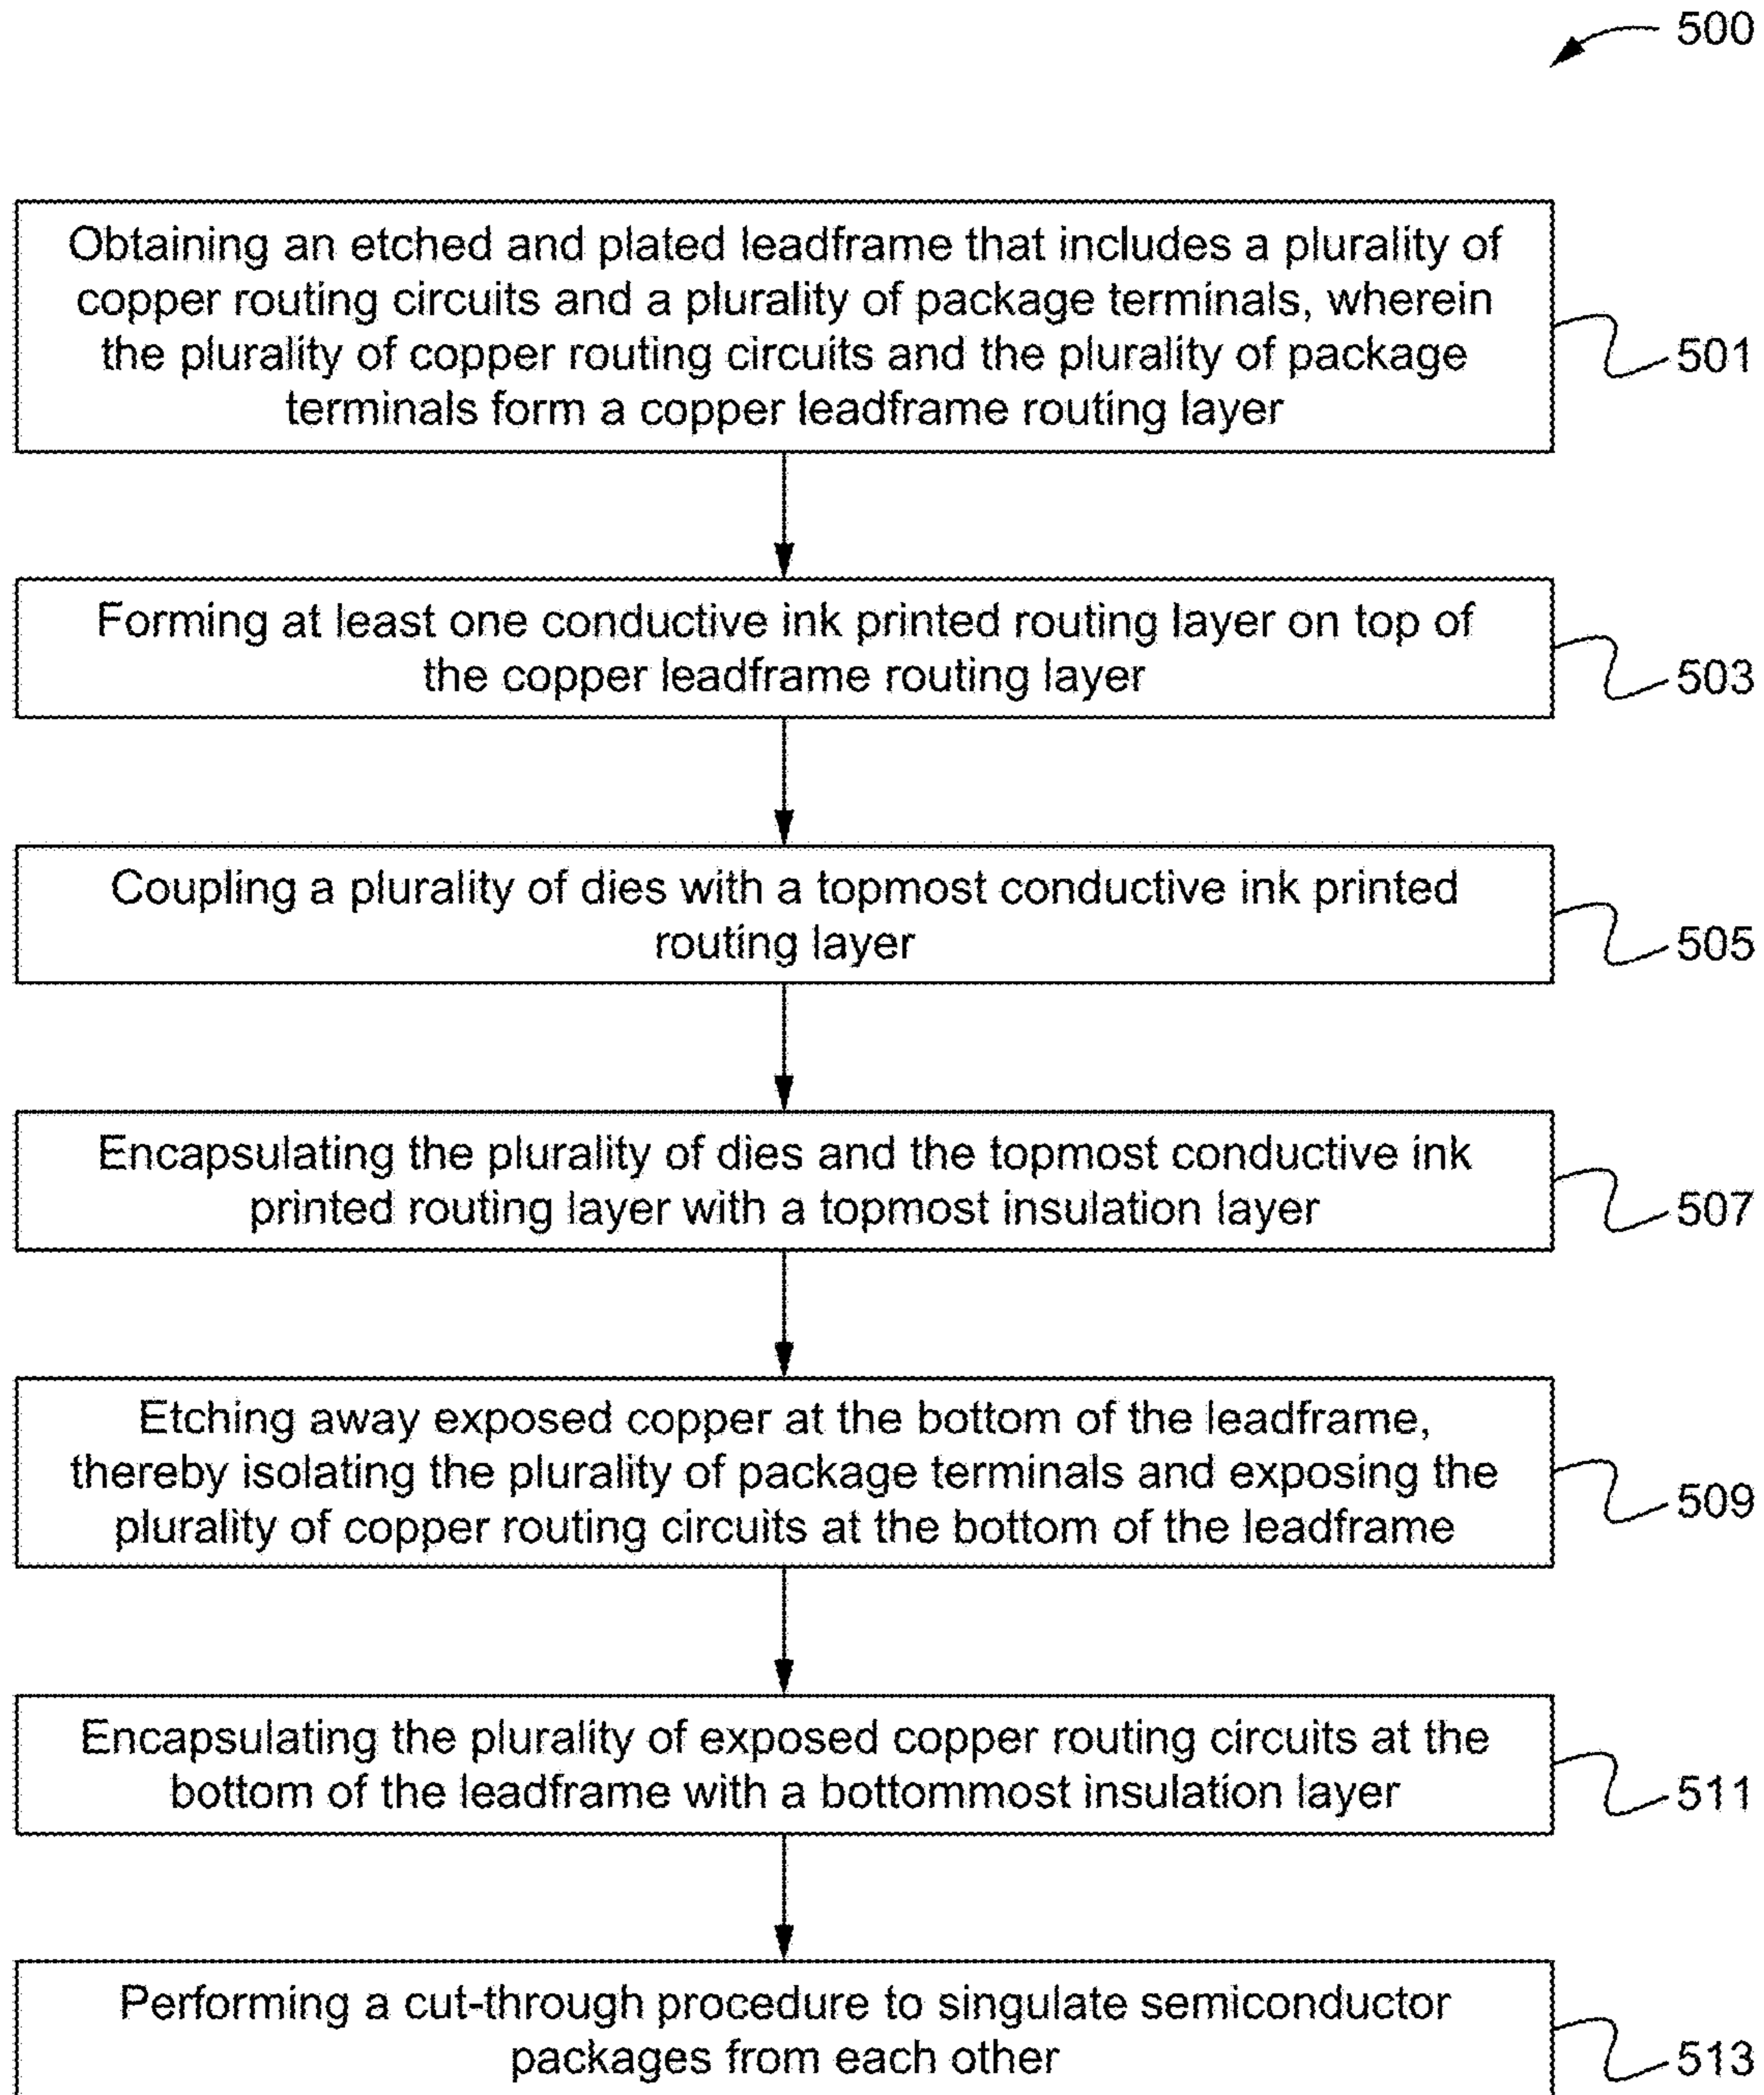 500
Obtaining an etched and plated leadframe that includes a plurality of
copper routing circuits and a plurality of package terminals, wherein
the plurality of copper routing circuits and the plurality of package
terminals form a copper leadframe routing layer
501
Forming at least one conductive ink printed routing layer on top of
the copper leadframe routing layer
503
Coupling a plurality of dies with a topmost conductive ink printed
routing layer
505
Encapsulating the plurality of dies and the topmost conductive ink
printed routing layer with a topmost insulation layer
507
Etching away exposed copper at the bottom of the leadframe,
thereby isolating the plurality of package terminals and exposing the
plurality of copper routing circuits at the bottom of the leadframe
509
Encapsulating the plurality of exposed copper routing circuits at the
bottom of the leadframe with a bottommost insulation layer
511
Performing a cut-through procedure to singulate semiconductor
packages from each other
513